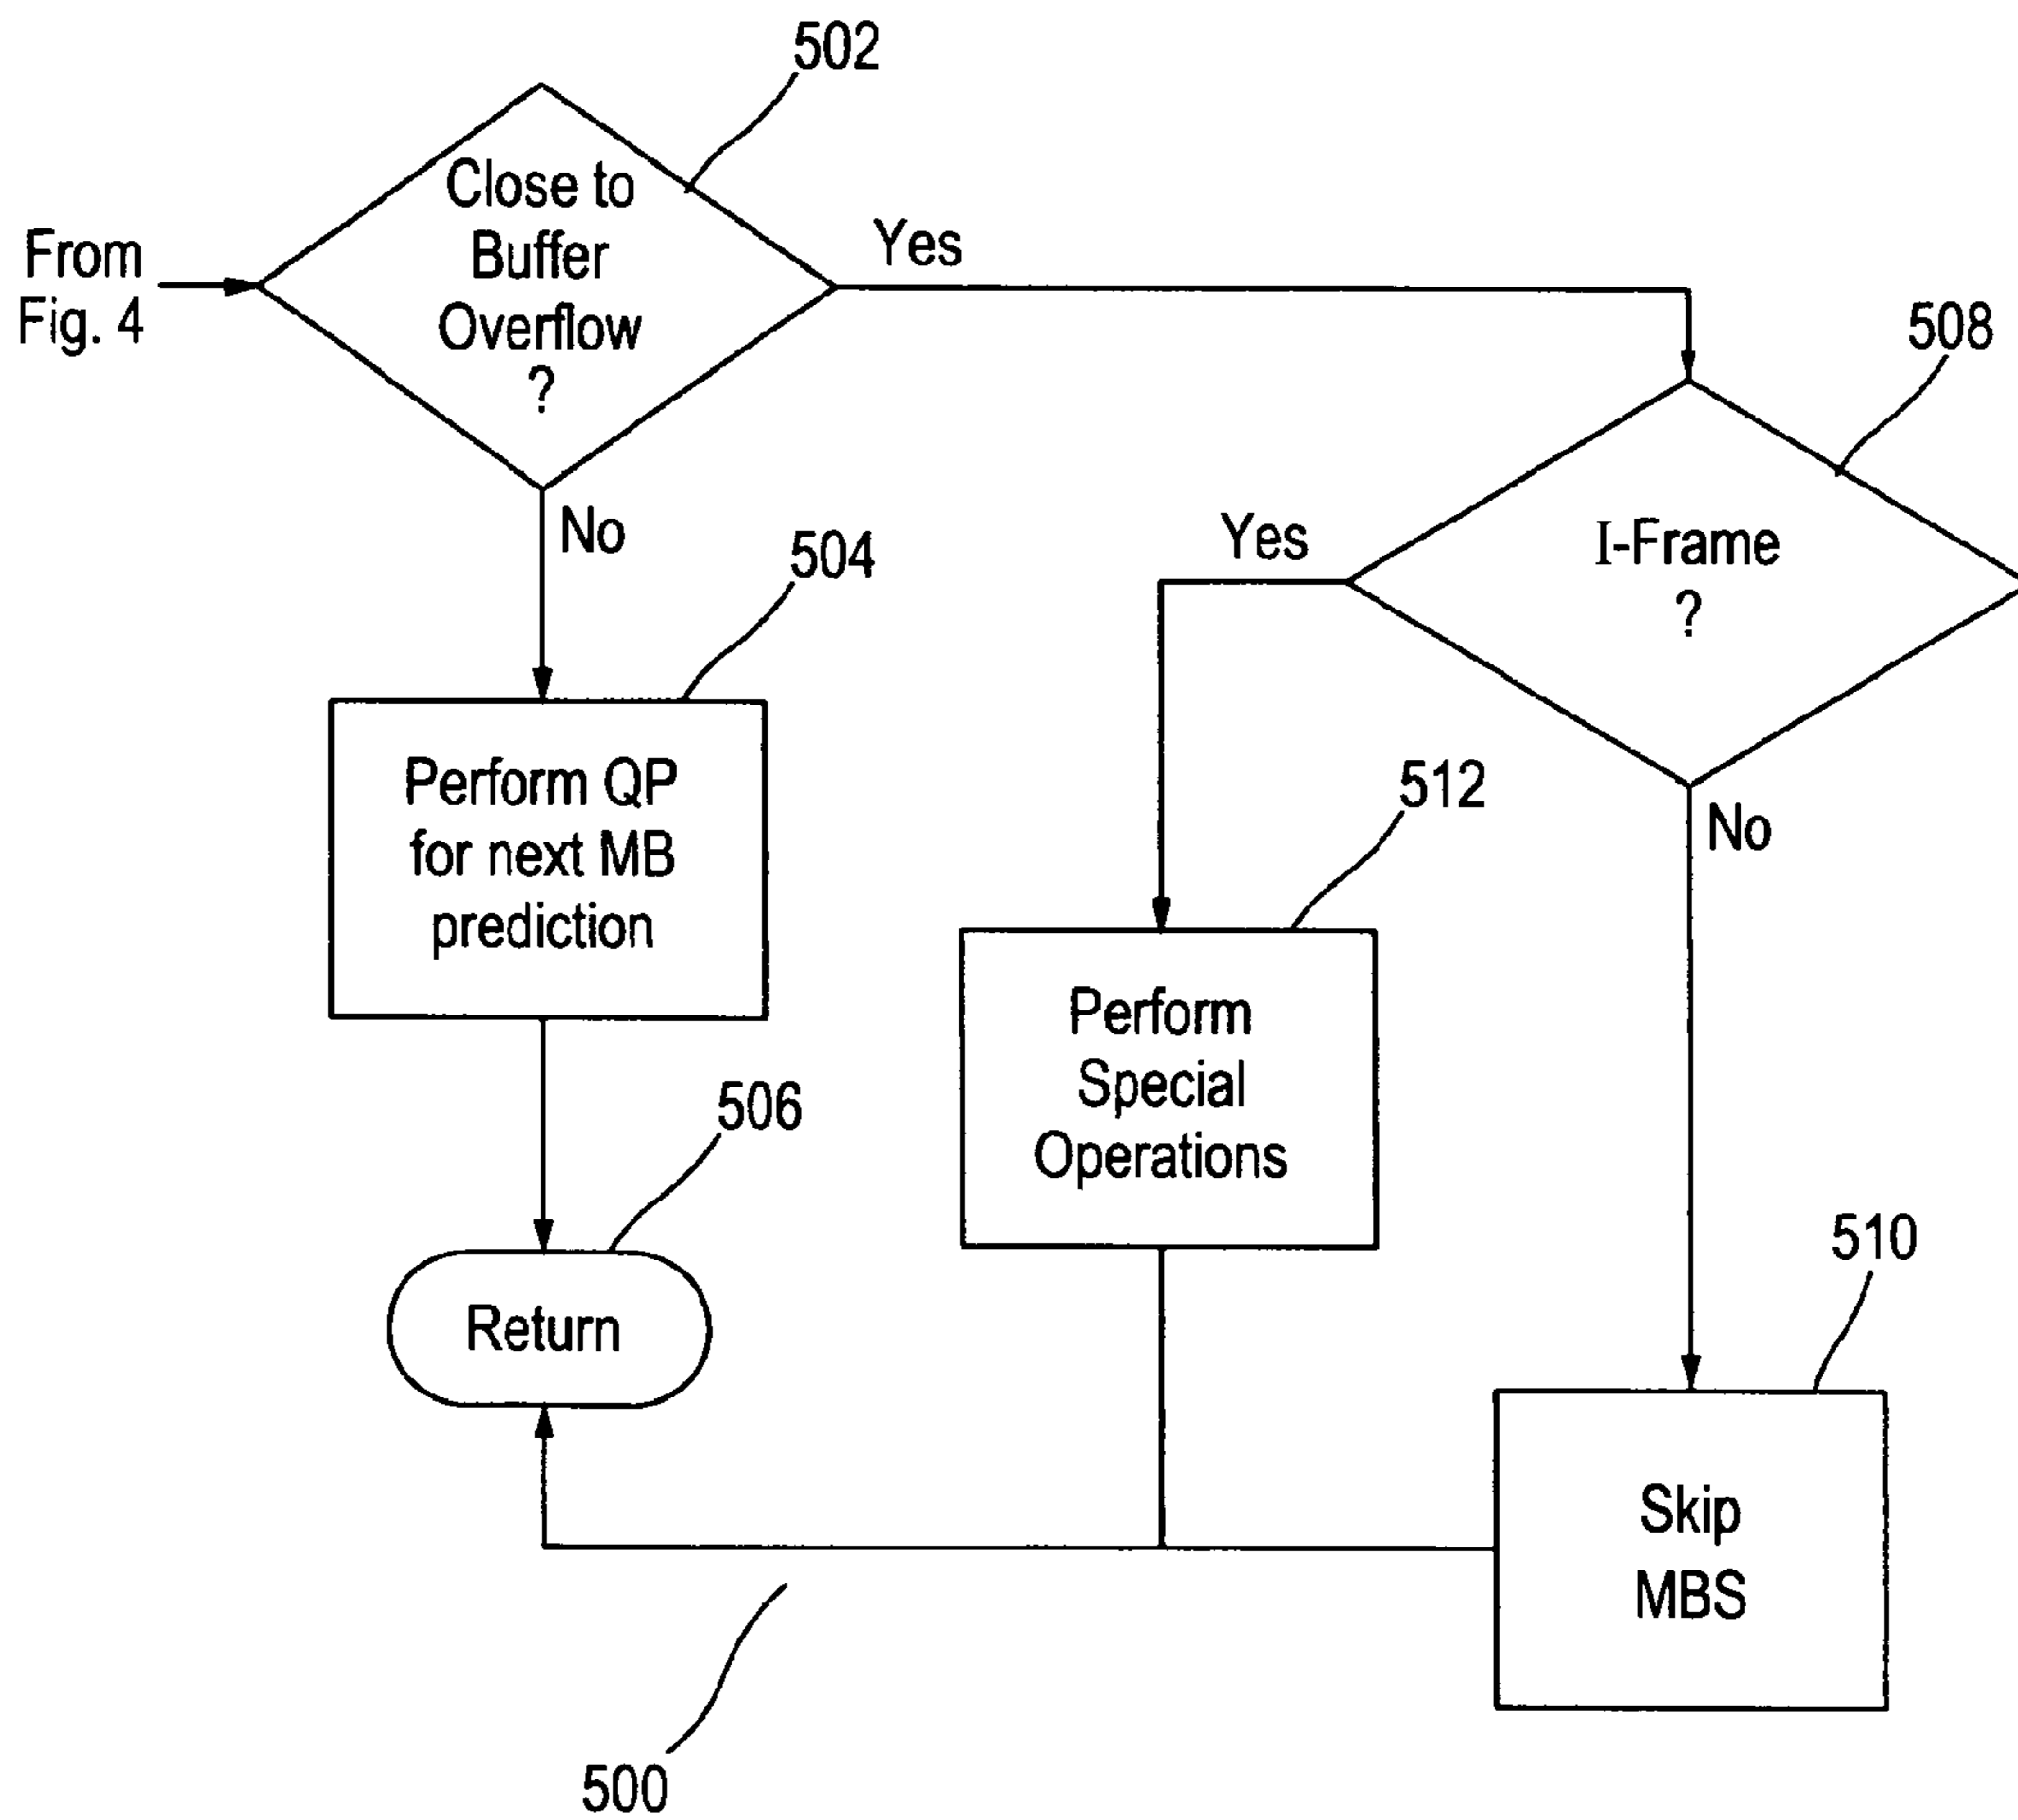 502
Close to
Buffer
Overflow
?
From
Fig. 4
Yes
No
508
I-Frame
?
Yes
No
504
Perform QP
for next MB
prediction
512
Perform
Special
Operations
506
Return
510
Skip
MBS
500